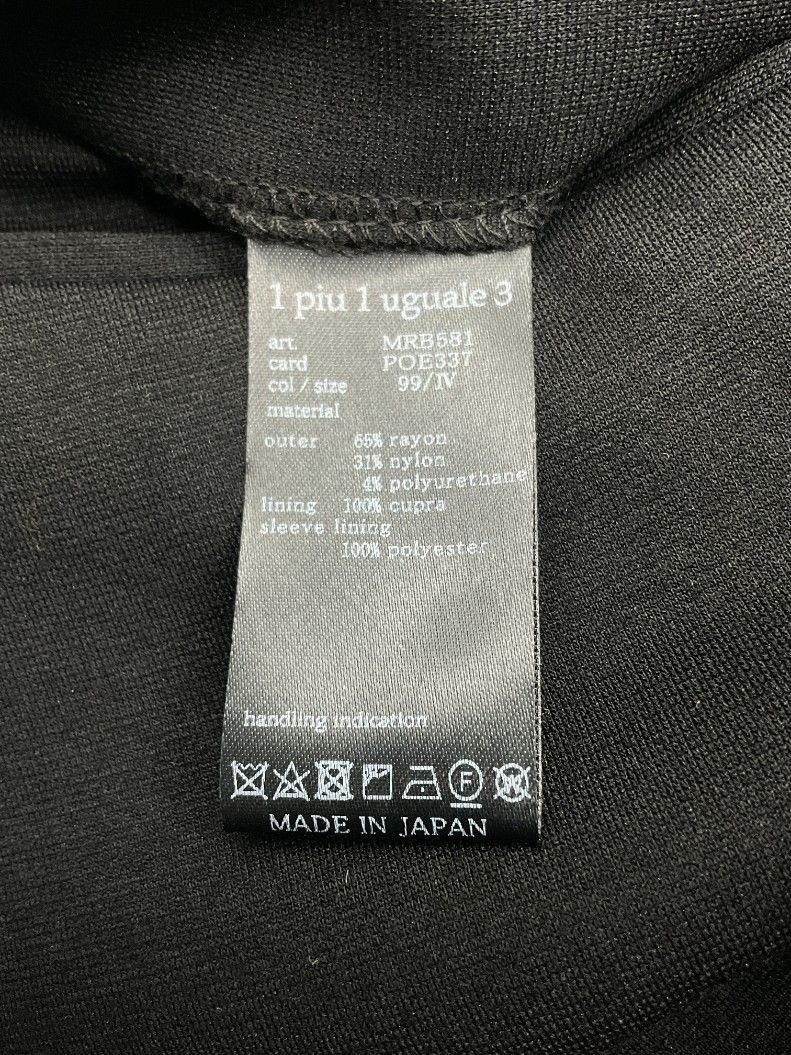 1 piu 1 uguale 3
art. MRB581
card POE337
col / size 99/IV
material
outer 65% rayon
31% nylon
4% polyurethane
lining 100% cupra
sleeve lining
100% polyester
handling indication
F W
MADE IN JAPAN